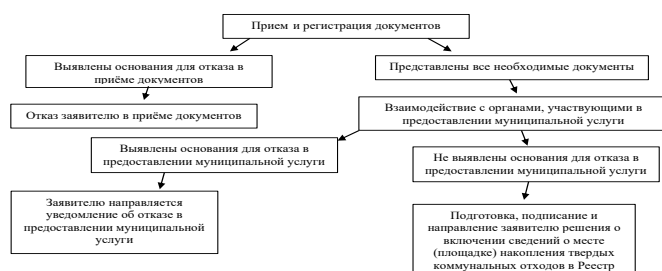 Прием и регистрация документов
Выявлены основания для отказа в
приёме документов
Представлены все необходимые документы
Отказ заявителю в приёме документов
Взаимодействие с органами, участвующими в
предоставлении муниципальной услуги
Выявлены основания для отказа в
предоставлении муниципальной услуги
Не выявлены основания для отказа в
предоставлении муниципальной услуги
Заявителю направляется
уведомление об отказе в
предоставлении муниципальной
услуги
Подготовка, подписание и
направление заявителю решения о
включении сведений о месте
(площадке) накопления твердых
коммунальных отходов в Реестр